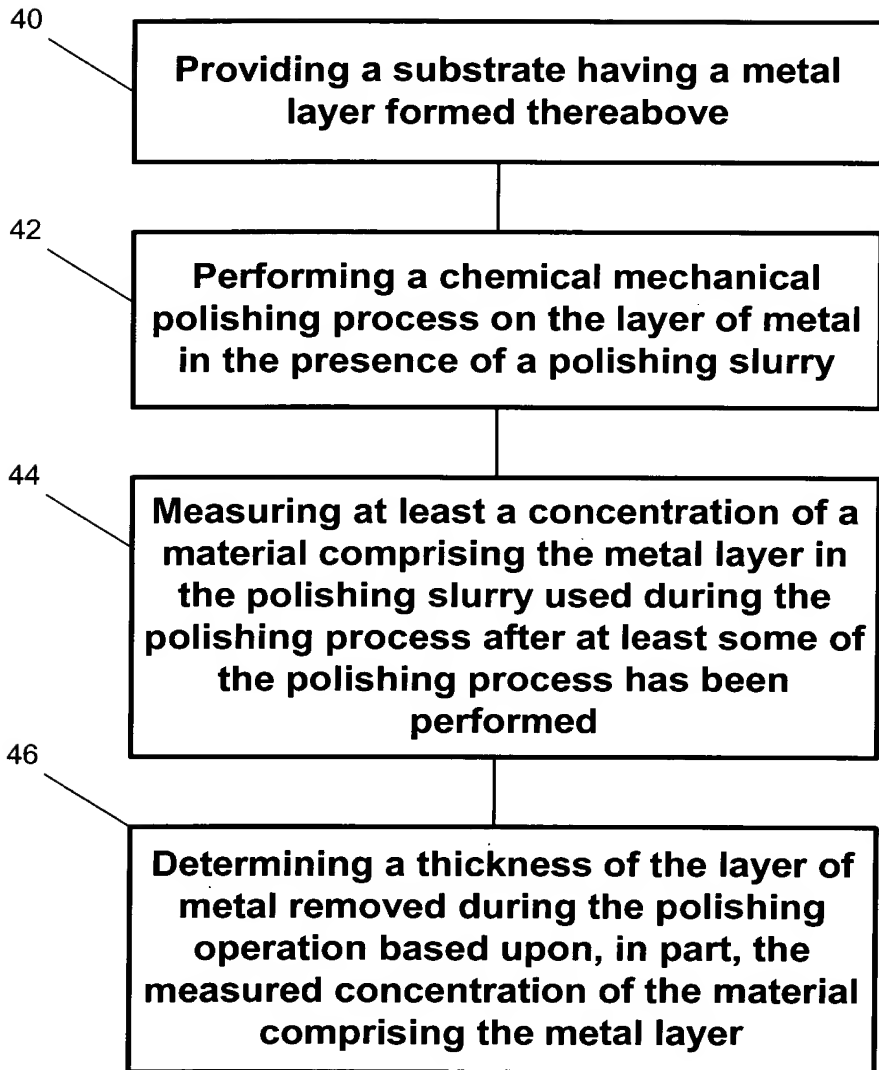 40
Providing a substrate having a metal
layer formed thereabove
42
Performing a chemical mechanical
polishing process on the layer of metal
in the presence of a polishing slurry
44
Measuring at least a concentration of a
material comprising the metal layer in
the polishing slurry used during the
polishing process after at least some of
the polishing process has been
performed
46
Determining a thickness of the layer of
metal removed during the polishing
operation based upon, in part, the
measured concentration of the material
comprising the metal layer